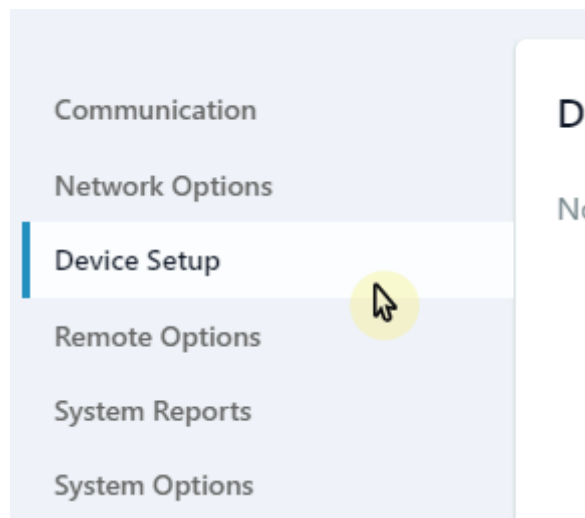 Communication
Network Options
Device Setup
Remote Options
System Reports
System Options